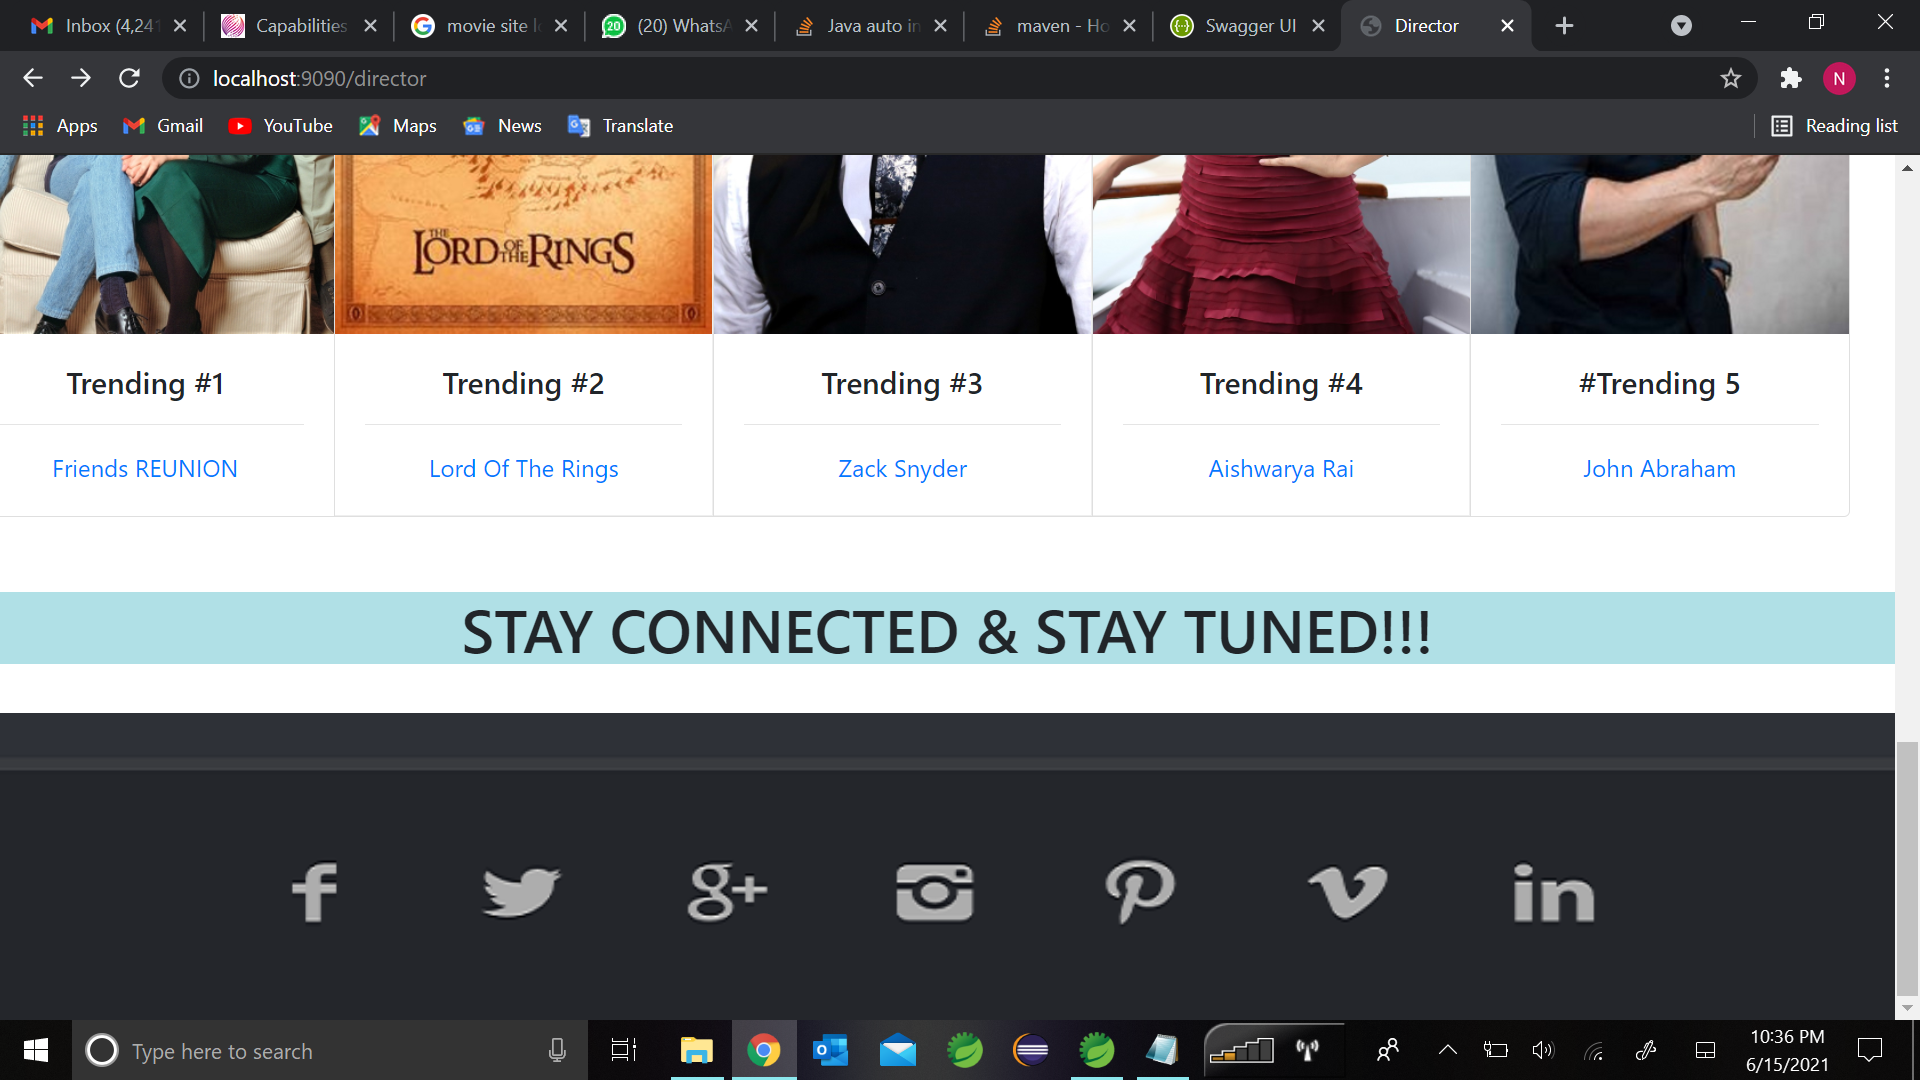 Inbox (4,241
Capabilities
movie site l
(20) WhatsA
Java auto in
maven - Ho
Swagger UI
Director
localhost:9090/director
N
Apps
Gmail
YouTube
Maps
News
Translate
Reading list
THE LORD OF THE RINGS
Trending #1
Trending #2
Trending #3
Trending #4
#Trending 5
Friends REUNION
Lord Of The Rings
Zack Snyder
Aishwarya Rai
John Abraham
STAY CONNECTED & STAY TUNED!!!
Type here to search
10:36 PM
6/15/2021